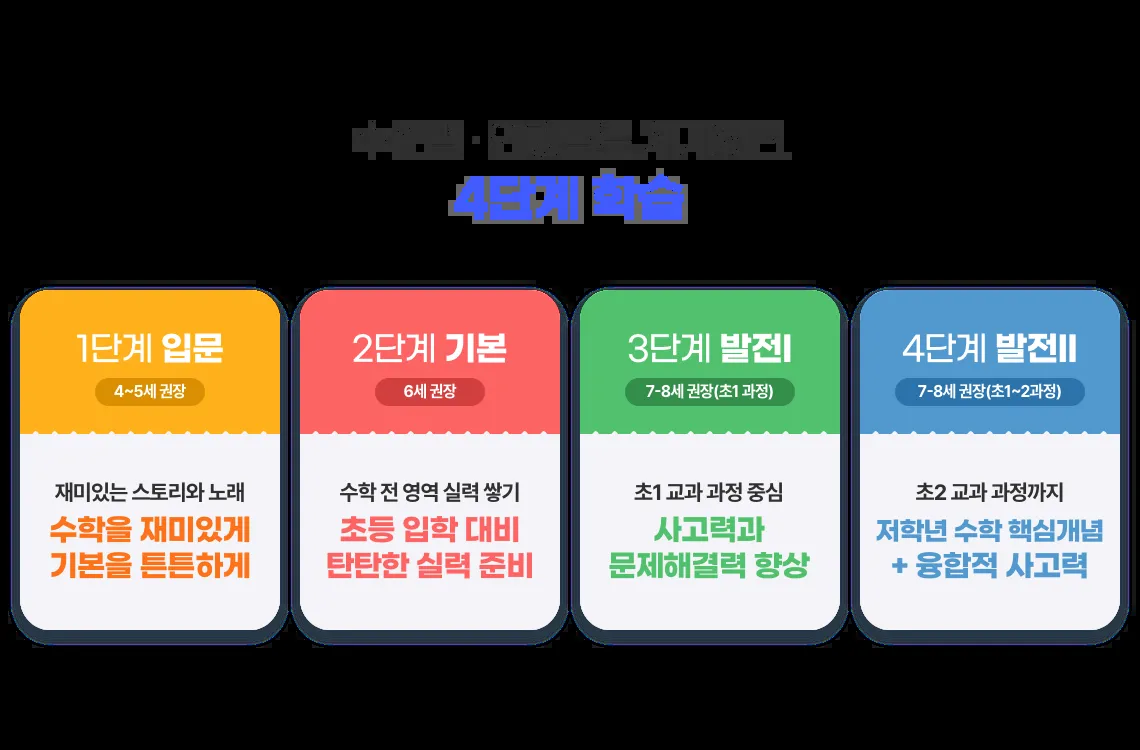 4단계 학습
1단계 입문
4~5세 권장
재미있는 스토리와 노래
수학을 재미있게
기본을 튼튼하게
2단계 기본
6세 권장
수학 전 영역 실력 쌓기
초등 입학 대비
탄탄한 실력 준비
3단계 발전I
7-8세 권장(초1 과정)
초1 교과 과정 중심
사고력과
문제해결력 향상
4단계 발전II
7-8세 권장(초1~2과정)
초2 교과 과정까지
저학년 수학 핵심개념
+ 융합적 사고력